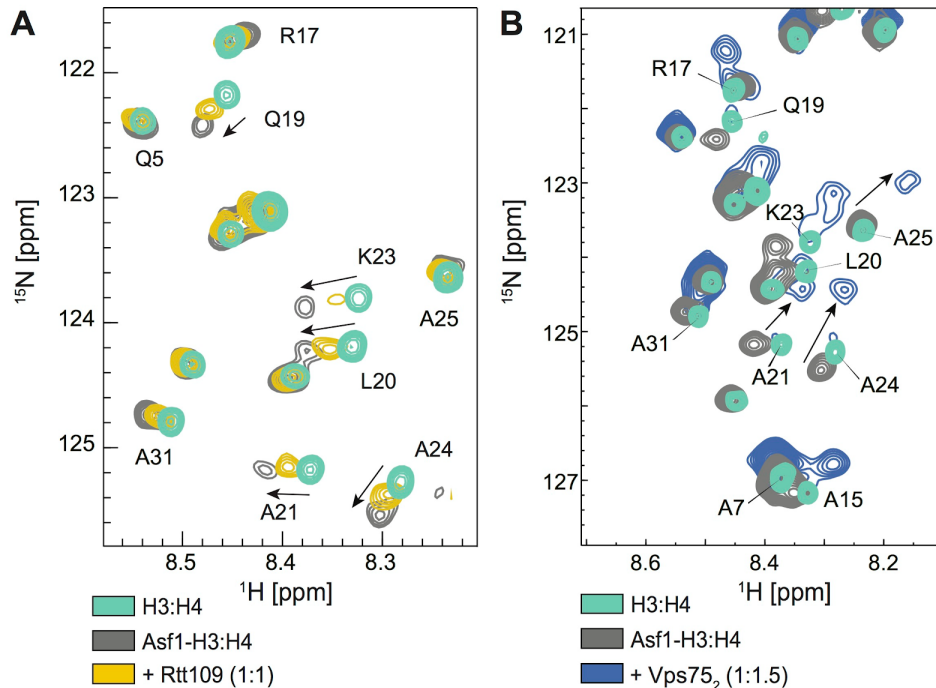 A
R17
122
Q19
Q5
123
K23
¹⁵N [ppm]
124
A25
L20
A31
125
A24
A21
8.5
8.4
8.3
¹H [ppm]
H3:H4
Asf1-H3:H4
+ Rtt109 (1:1)
B
121
R17
Q19
123
K23
A25
¹⁵N [ppm]
L20
125
A31
A21
A24
127
A7
A15
8.6
8.4
8.2
¹H [ppm]
H3:H4
Asf1-H3:H4
+ Vps75₂ (1:1.5)